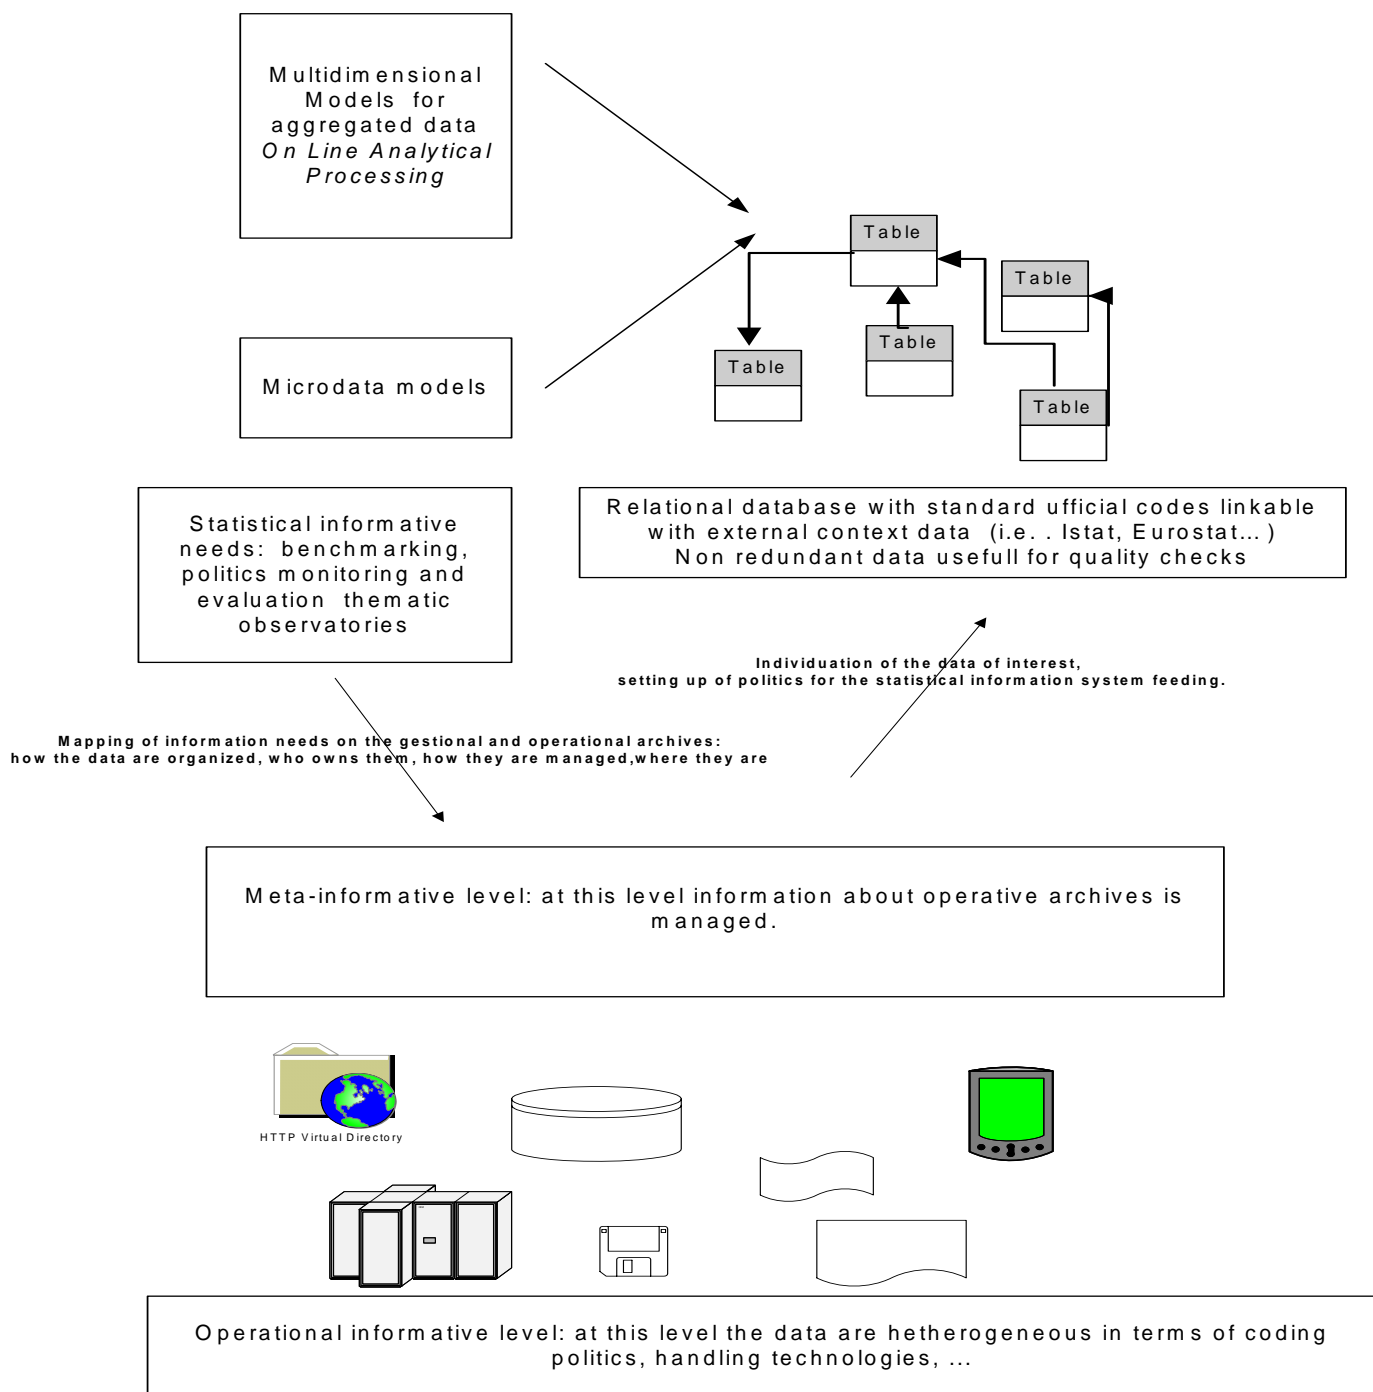 Multidimensional
Models for
aggregated data
On Line Analytical
Processing
Table
Table
Table
Table
Table
Microdata models
Statistical informative
needs: benchmarking,
politics monitoring and
evaluation thematic
observatories
Relational database with standard ufficial codes linkable
with external context data (i.e. . Istat, Eurostat... )
Non redundant data usefull for quality checks
Individuation of the data of interest,
setting up of politics for the statistical information system feeding.
Mapping of information needs on the gestional and operational archives:
how the data are organized, who owns them, how they are managed,where they are
Meta-informative level: at this level information about operative archives is
managed.
HTTP Virtual Directory
Operational informative level: at this level the data are hetherogeneous in terms of coding
politics, handling technologies, ...